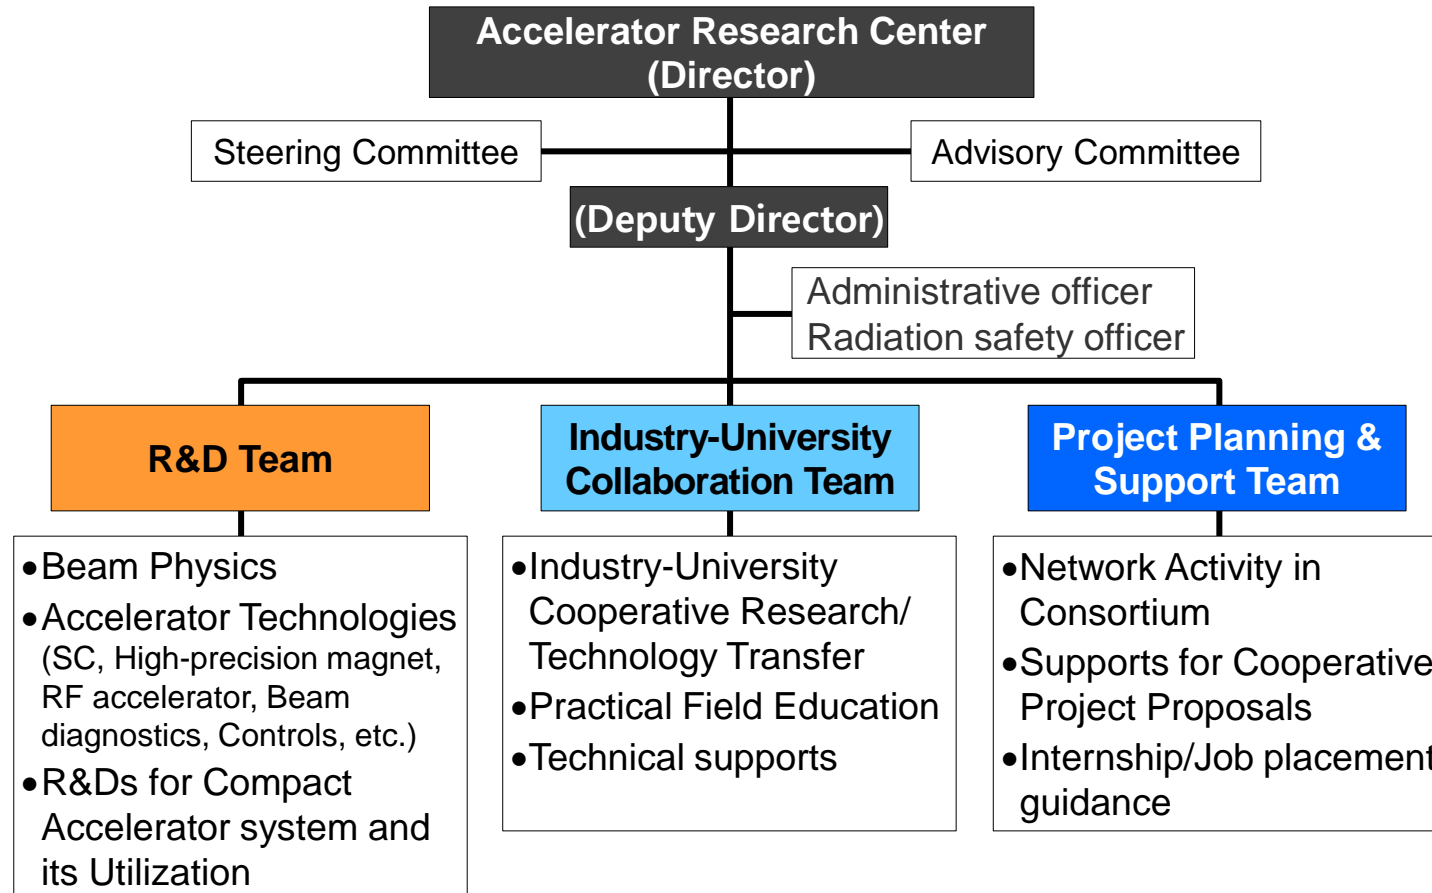 Accelerator Research Center
(Director)
Steering Committee
Advisory Committee
(Deputy Director)
Administrative officer
Radiation safety officer
R&D Team
Industry-University
Collaboration Team
Project Planning &
Support Team
•Beam Physics
•Accelerator Technologies
(SC, High-precision magnet,
RF accelerator, Beam
diagnostics, Controls, etc.)
•R&Ds for Compact
Accelerator system and
its Utilization
•Industry-University
Cooperative Research/
Technology Transfer
•Practical Field Education
•Technical supports
•Network Activity in
Consortium
•Supports for Cooperative
Project Proposals
•Internship/Job placement
guidance